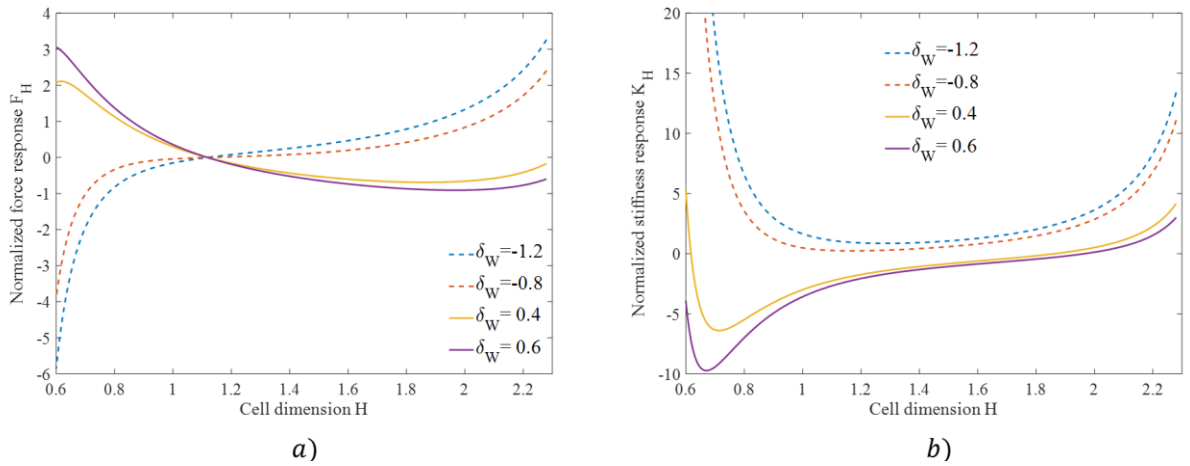 4
3
2
1
0
-1
-2
-3
-4
-5
-6
Normalized force response F_H
0.6 0.8 1 1.2 1.4 1.6 1.8 2 2.2
Cell dimension H
δ_W=-1.2
δ_W=-0.8
δ_W= 0.4
δ_W= 0.6
a)
20
15
10
5
0
-5
-10
Normalized stiffness response K_H
0.6 0.8 1 1.2 1.4 1.6 1.8 2 2.2
Cell dimension H
δ_W=-1.2
δ_W=-0.8
δ_W= 0.4
δ_W= 0.6
b)